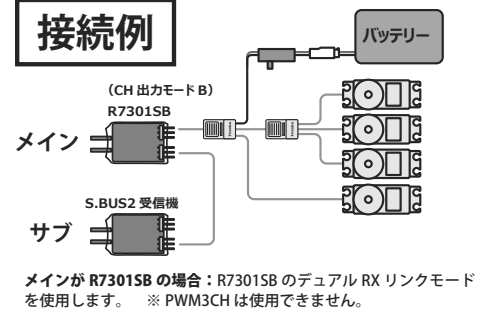 接続例
バッテリー
（CH 出力モード B）
R7301SB
メイン
S.BUS2 受信機
サブ
メインが R7301SB の場合：R7301SB のデュアル RX リンクモード
を使用します。　※ PWM3CH は使用できません。